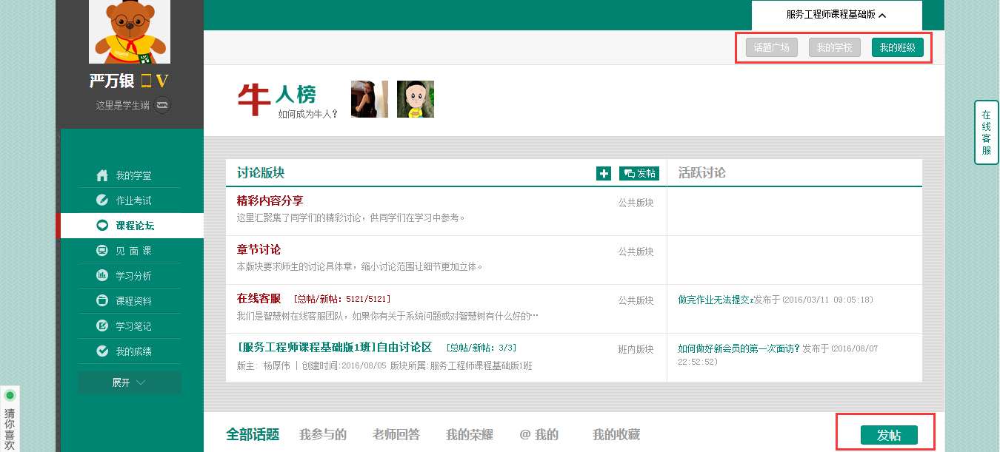 服务工程师课程基础版
话题广场 我的学校 我的班级
严万银 V
这里是学生端
牛人榜
如何成为牛人?
在线客服
我的学堂
作业考试
课程论坛
见面课
学习分析
课程资料
学习笔记
我的成绩
展开
猜你喜欢
讨论版块 发帖 活跃讨论
精彩内容分享 公共版块
这里汇聚了同学们的精彩讨论，供同学们在学习中参考。
章节讨论 公共版块
本版块要求师生的讨论具体章，缩小讨论范围让细节更加立体。
在线客服 [总帖/新帖: 5121/5121] 公共版块
我们是智慧树在线客服团队，如果你有关于系统问题或对智慧树有什么好的…
做完作业无法提交z发布于(2016/03/11 09:05:18)
[服务工程师课程基础版1班]自由讨论区 [总帖/新帖: 3/3] 班内版块
版主: 杨厚伟 | 创建时间:2016/08/05 版块所属:服务工程师课程基础版1班
如何做好新会员的第一次面访? 发布于(2016/08/07
22:52:52)
全部话题 我参与的 老师回答 我的荣耀 @ 我的 我的收藏 发帖